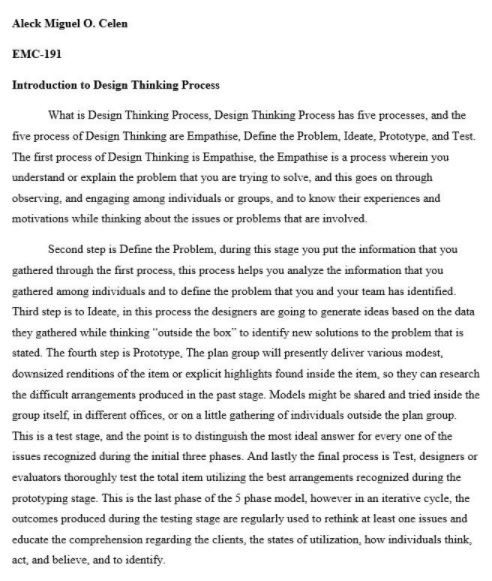 Aleck Miguel O. Celen
EMC-191
Introduction to Design Thinking Process
What is Design Thinking Process, Design Thinking Process has five processes, and the
five process of Design Thinking are Empathise, Define the Problem, Ideate, Prototype, and Test.
The first process of Design Thinking is Empathise, the Empathise is a process wherein you
understand or explain the problem that you are trying to solve, and this goes on through
observing, and engaging among individuals or groups, and to know their experiences and
motivations while thinking about the issues or problems that are involved.
Second step is Define the Problem, during this stage you put the information that you
gathered through the first process, this process helps you analyze the information that you
gathered among individuals and to define the problem that you and your team has identified.
Third step is to Ideate, in this process the designers are going to generate ideas based on the data
they gathered while thinking "outside the box" to identify new solutions to the problem that is
stated. The fourth step is Prototype, The plan group will presently deliver various modest,
downsized renditions of the item or explicit highlights found inside the item, so they can research
the difficult arrangements produced in the past stage. Models might be shared and tried inside the
group itself, in different offices, or on a little gathering of individuals outside the plan group.
This is a test stage, and the point is to distinguish the most ideal answer for every one of the
issues recognized during the initial three phases. And lastly the final process is Test, designers or
evaluators thoroughly test the total item utilizing the best arrangements recognized during the
prototyping stage. This is the last phase of the 5 phase model, however in an iterative cycle, the
outcomes produced during the testing stage are regularly used to rethink at least one issues and
educate the comprehension regarding the clients, the states of utilization, how individuals think,
act, and believe, and to identify.